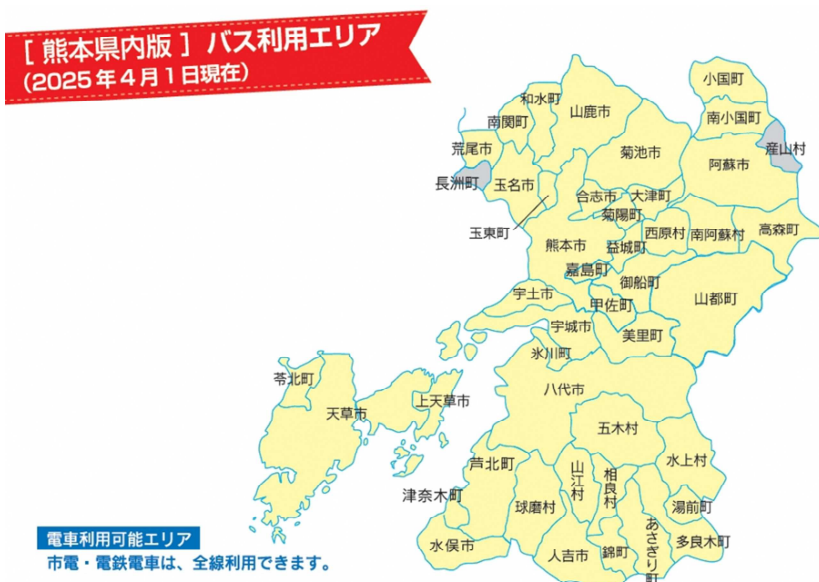 ［熊本県内版］バス利用エリア
（2025年4月1日現在）
小国町
和水町
山鹿市
南小国町
南関町
荒尾市
菊池市
産山村
阿蘇市
長洲町
玉名市
合志市
大津町
菊陽町
玉東町
熊本市
益城町
西原村
南阿蘇村
高森町
嘉島町
御船町
宇土市
甲佐町
山都町
宇城市
美里町
氷川町
苓北町
八代市
上天草市
天草市
五木村
芦北町
水上村
山江村
相良村
津奈木町
球磨村
湯前町
あさぎり町
水俣市
人吉市
錦町
多良木町
電車利用可能エリア
市電・電鉄電車は、全線利用できます。